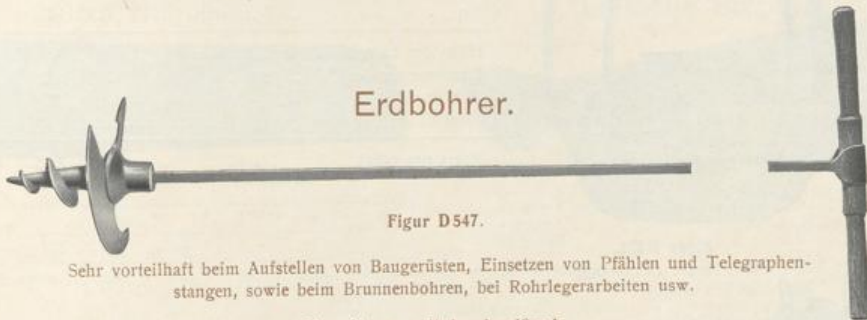 Erdbohrer.
Figur D547.
Sehr vorteilhaft beim Aufstellen von Baugerüsten, Einsetzen von Pfählen und Telegraphen-
stangen, sowie beim Brunnenbohren, bei Rohrlegerarbeiten usw.